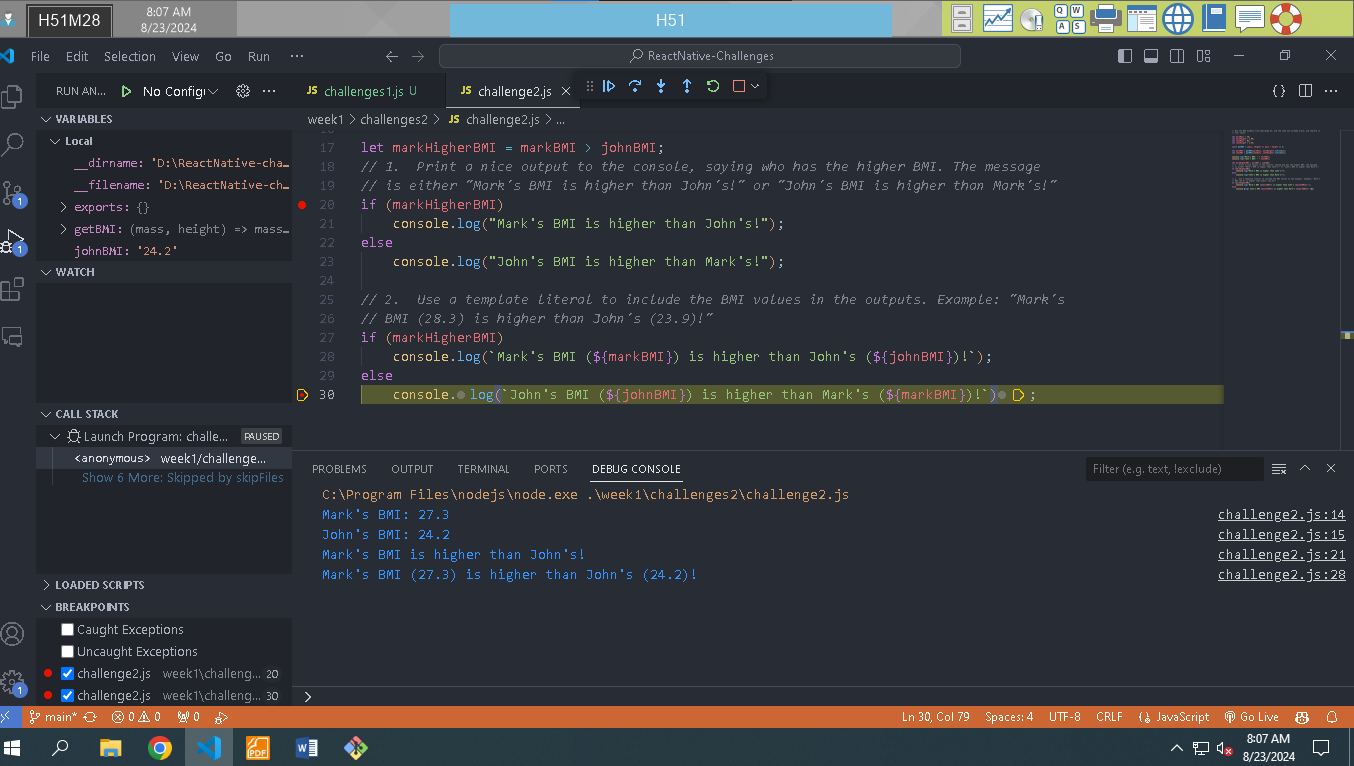 H51M28
8:07 AM
8/23/2024
H51
Q W
A S
File Edit Selection View Go Run ...
ReactNative-Challenges
RUN AN... No Configu
JS challenges1.js U
JS challenge2.js
VARIABLES
Local
__dirname: 'D:\ReactNative-cha...
__filename: 'D:\ReactNative-ch...
exports: {}
getBMI: (mass, height) => mass...
johnBMI: '24.2'
WATCH
CALL STACK
Launch Program: challe... PAUSED
<anonymous> week1/challenge...
Show 6 More: Skipped by skipFiles
LOADED SCRIPTS
BREAKPOINTS
Caught Exceptions
Uncaught Exceptions
challenge2.js week1\challeng... 20
challenge2.js week1\challeng... 30
week1 > challenges2 > JS challenge2.js > ...
17 let markHigherBMI = markBMI > johnBMI;
18 // 1. Print a nice output to the console, saying who has the higher BMI. The message
19 // is either "Mark's BMI is higher than John's!" or "John's BMI is higher than Mark's!"
20 if (markHigherBMI)
21 console.log("Mark's BMI is higher than John's!");
22 else
23 console.log("John's BMI is higher than Mark's!");
24
25 // 2. Use a template literal to include the BMI values in the outputs. Example: "Mark's
26 // BMI (28.3) is higher than John's (23.9)!"
27 if (markHigherBMI)
28 console.log(`Mark's BMI (${markBMI}) is higher than John's (${johnBMI})!`);
29 else
30 console.log(`John's BMI (${johnBMI}) is higher than Mark's (${markBMI})!`);
PROBLEMS OUTPUT TERMINAL PORTS DEBUG CONSOLE
Filter (e.g. text, !exclude)
C:\Program Files\nodejs\node.exe .\week1\challenges2\challenge2.js
Mark's BMI: 27.3 challenge2.js:14
John's BMI: 24.2 challenge2.js:15
Mark's BMI is higher than John's! challenge2.js:21
Mark's BMI (27.3) is higher than John's (24.2)! challenge2.js:28
1
1
1
main* 0 0 0
Ln 30, Col 79 Spaces: 4 UTF-8 CRLF JavaScript Go Live
PDF
W
8:07 AM
8/23/2024